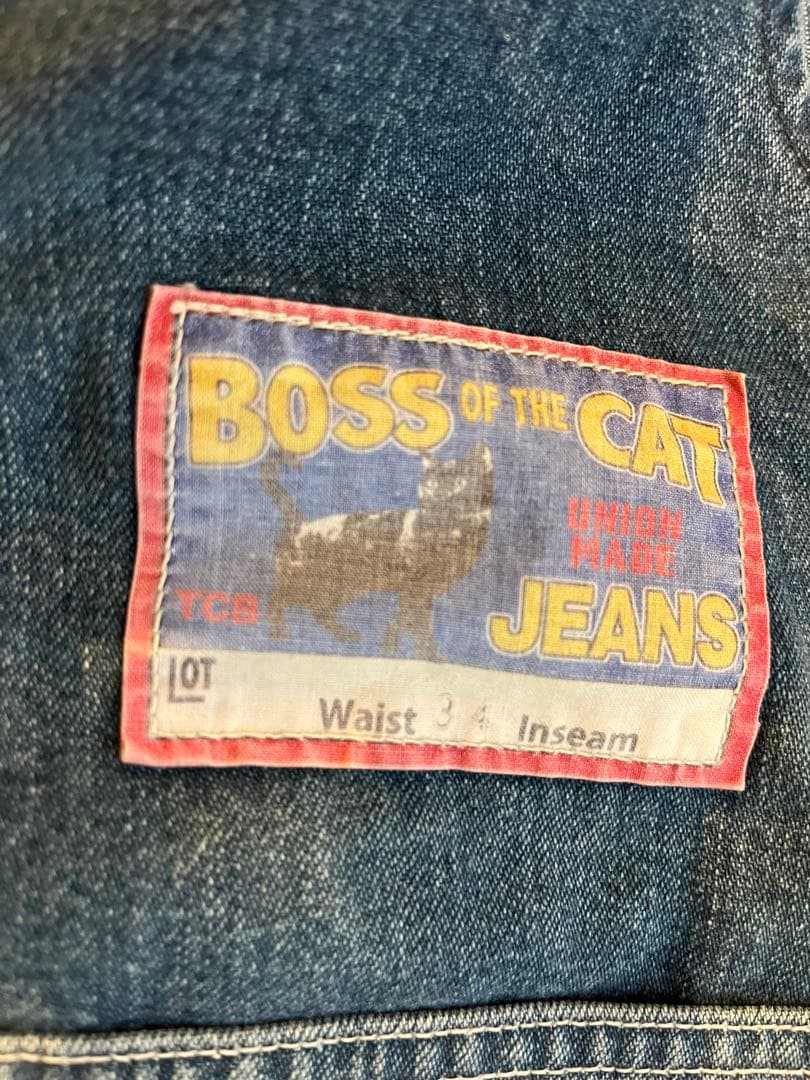 BOSS OF THE CAT
UNION
MADE
TCB JEANS
LOT
Waist 34 Inseam